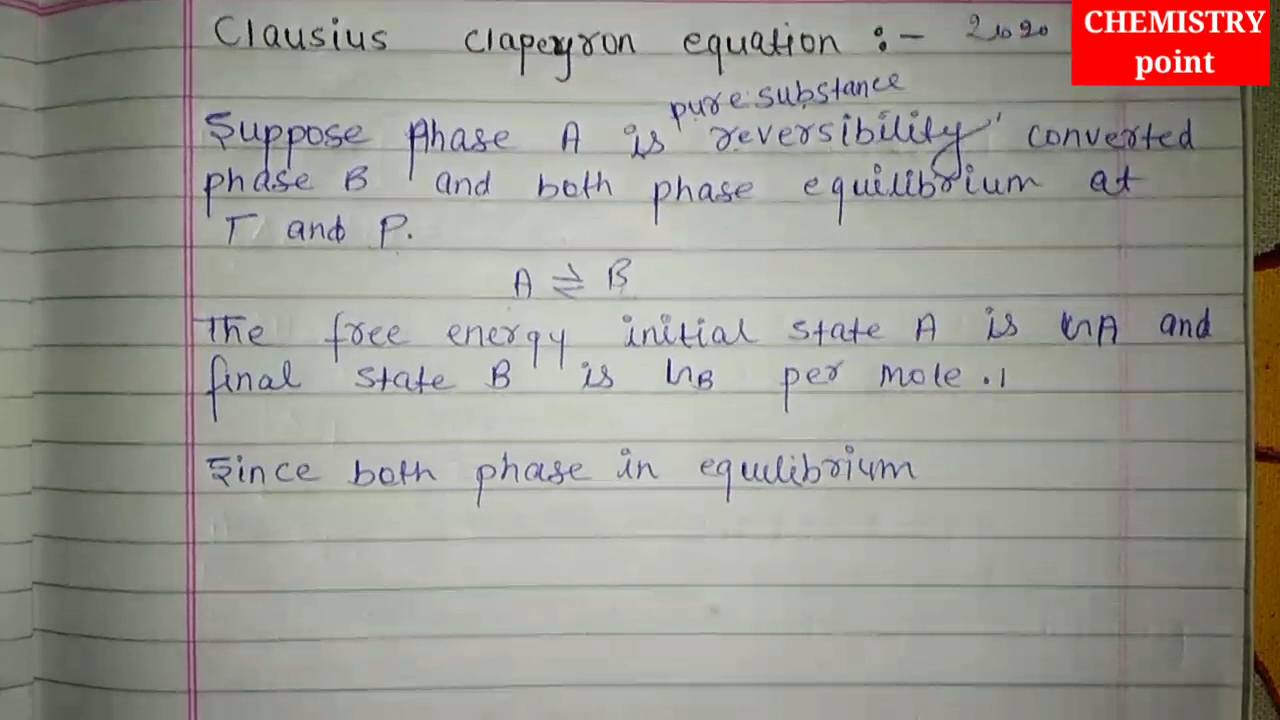 Clausius clapeyron equation :- 2020
CHEMISTRY
point
pure substance
Suppose Phase A is reversibility converted
phase B and both phase equilibrium at
T and P.
A ⇌ B
The free energy initial state A is GA and
final state B is GB per mole .1
Since both phase in equilibrium